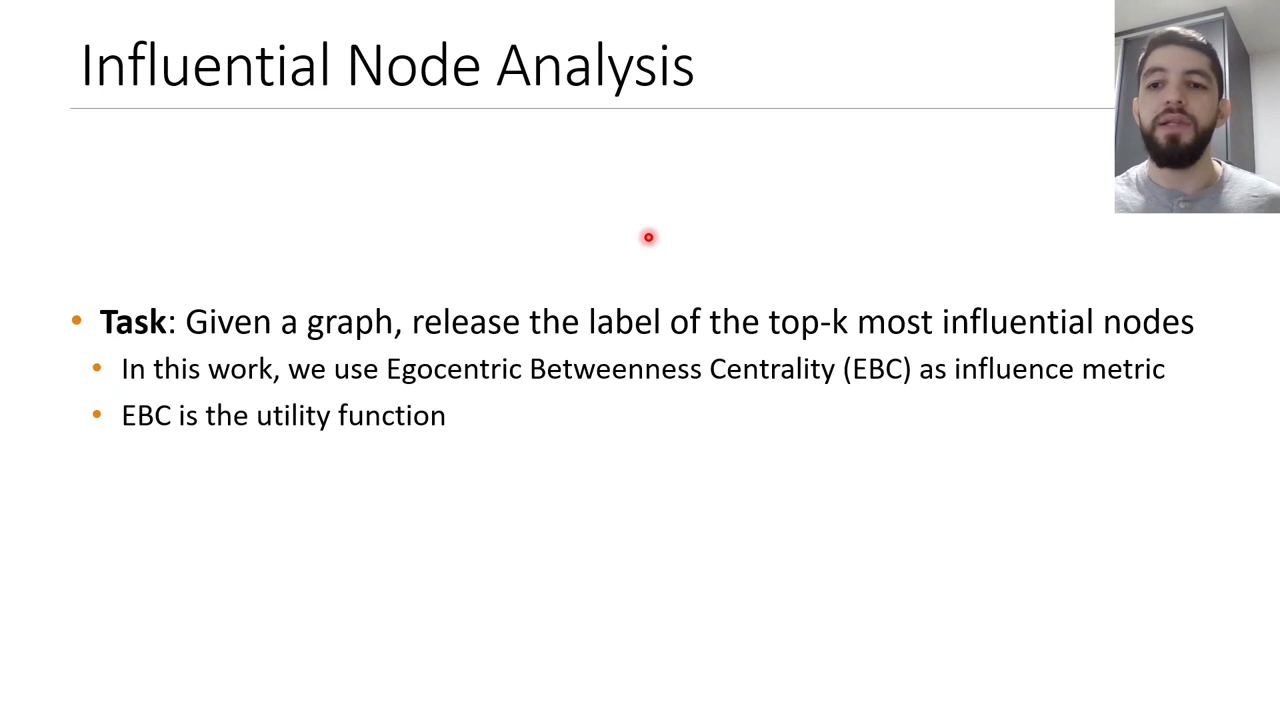 Influential Node Analysis
• Task: Given a graph, release the label of the top-k most influential nodes
• In this work, we use Egocentric Betweenness Centrality (EBC) as influence metric
• EBC is the utility function